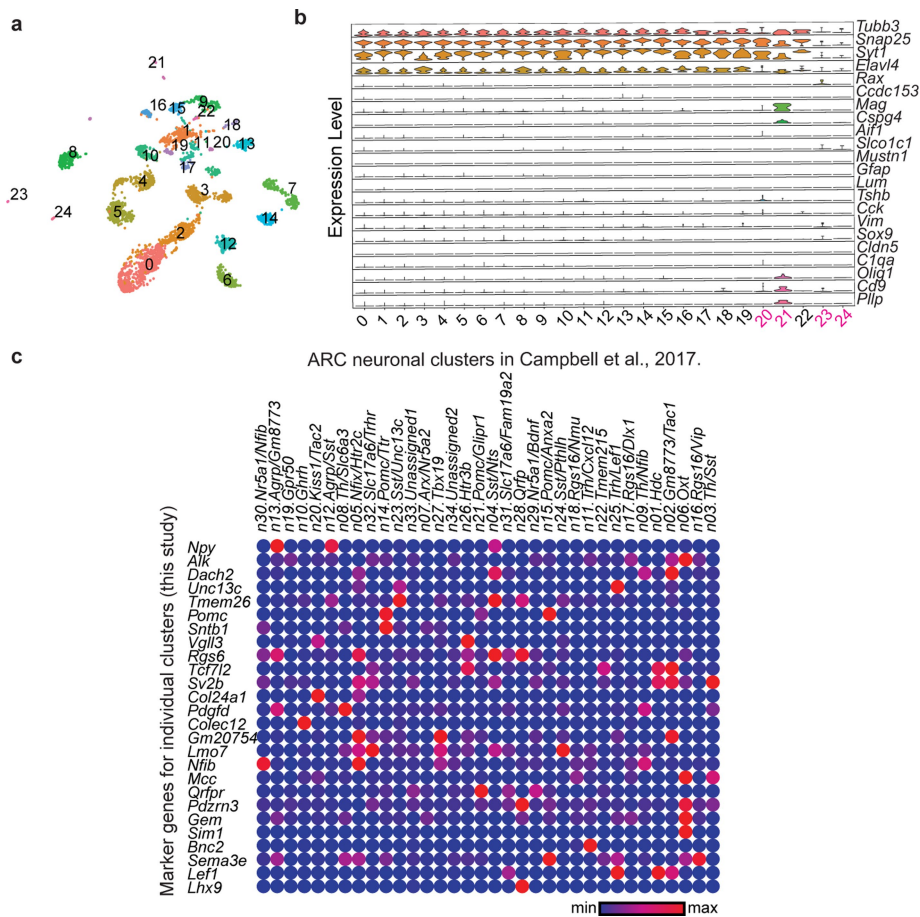 a
21
16
15
9
22
1
18
19
11
20
13
8
10
17
4
3
7
23
24
5
2
14
12
0
6
b
Expression Level
Tubb3
Snap25
Syt1
Elavl4
Rax
Ccdc153
Mag
Cspg4
Aif1
Slco1c1
Mustn1
Gfap
Lum
Tshb
Cck
Vim
Sox9
Cldn5
C1qa
Olig1
Cd9
Pllp
0 1 2 3 4 5 6 7 8 9 10 11 12 13 14 15 16 17 18 19 20 21 22 23 24
c
ARC neuronal clusters in Campbell et al., 2017.
n30.Nr5a1/Nfib
n13.Agrp/Gm8773
n19.Gpr50
n10.Ghrh
n20.Kiss1/Tac2
n12.Agrp/Sst
n08.Th/Slc6a3
n05.Nfix/Htr2c
n32.Slc17a6/Trhr
n14.Pomc/Ttr
n23.Sst/Unc13c
n33.Unassigned1
n07.Arx/Nr5a2
n27.Tbx19
n34.Unassigned2
n26.Htr3b
n21.Pomc/Glipr1
n04.Sst/Nts
n31.Slc17a6/Fam19a2
n28.Qrfp
n29.Nr5a1/Bdnf
n15.Pomc/Anxa2
n24.Sst/Pthlh
n18.Rgs16/Nmu
n11.Trh/Cxcl12
n22.Tmem215
n25.Trh/Lef1
n17.Rgs16/Dlx1
n09.Th/Nfib
n01.Hdc
n02.Gm8773/Tac1
n06.Oxt
n16.Rgs16/Vip
n03.Th/Sst
Marker genes for individual clusters (this study)
Npy
Alk
Dach2
Unc13c
Tmem26
Pomc
Sntb1
Vgll3
Rgs6
Tcf7l2
Sv2b
Col24a1
Pdgfd
Colec12
Gm20754
Lmo7
Nfib
Mcc
Qrfpr
Pdzrn3
Gem
Sim1
Bnc2
Sema3e
Lef1
Lhx9
min max